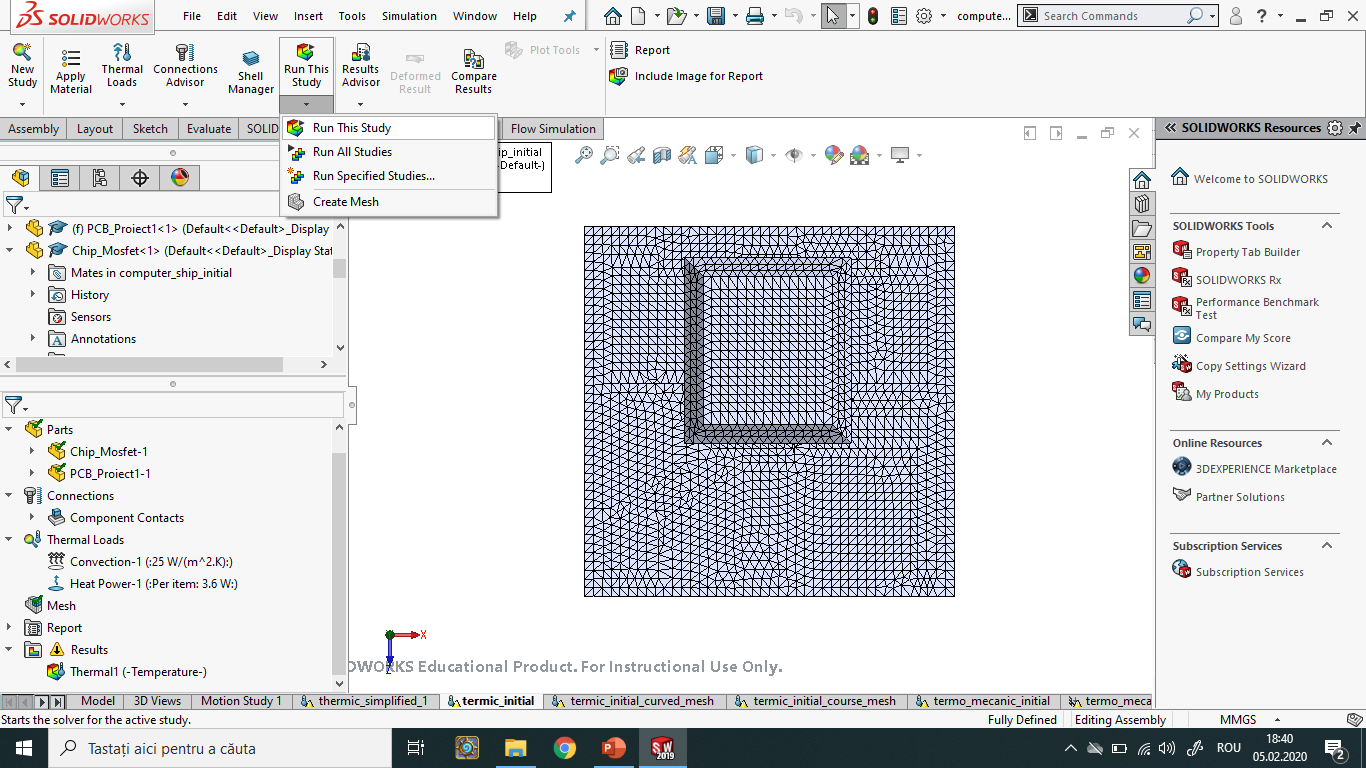 SOLIDWORKS
File Edit View Insert Tools Simulation Window Help
compute...
Search Commands
New Study
Apply Material
Thermal Loads
Connections Advisor
Shell Manager
Run This Study
Results Advisor
Deformed Result
Compare Results
Plot Tools
Report
Include Image for Report
Assembly Layout Sketch Evaluate SOLID Flow Simulation
Run This Study
Run All Studies
Run Specified Studies...
Create Mesh
ip_initial
Default-)
(f) PCB_Proiect1<1> (Default<<Default>_Display
Chip_Mosfet<1> (Default<<Default>_Display Stat
Mates in computer_ship_initial
History
Sensors
Annotations
Parts
Chip_Mosfet-1
PCB_Proiect1-1
Connections
Component Contacts
Thermal Loads
Convection-1 (:25 W/(m^2.K):)
Heat Power-1 (:Per item: 3.6 W:)
Mesh
Report
Results
Thermal1 (-Temperature-)
X
Z
DWORKS Educational Product. For Instructional Use Only.
SOLIDWORKS Resources
Welcome to SOLIDWORKS
SOLIDWORKS Tools
Property Tab Builder
SOLIDWORKS Rx
Performance Benchmark
Test
Compare My Score
Copy Settings Wizard
My Products
Online Resources
3DEXPERIENCE Marketplace
Partner Solutions
Subscription Services
Subscription Services
Model 3D Views Motion Study 1 thermic_simplified_1 termic_initial termic_initial_curved_mesh termic_initial_course_mesh termo_mecanic_initial termo_meca
Starts the solver for the active study.
Fully Defined Editing Assembly MMGS
Tastați aici pentru a căuta
SW
2019
ROU
18:40
05.02.2020
2